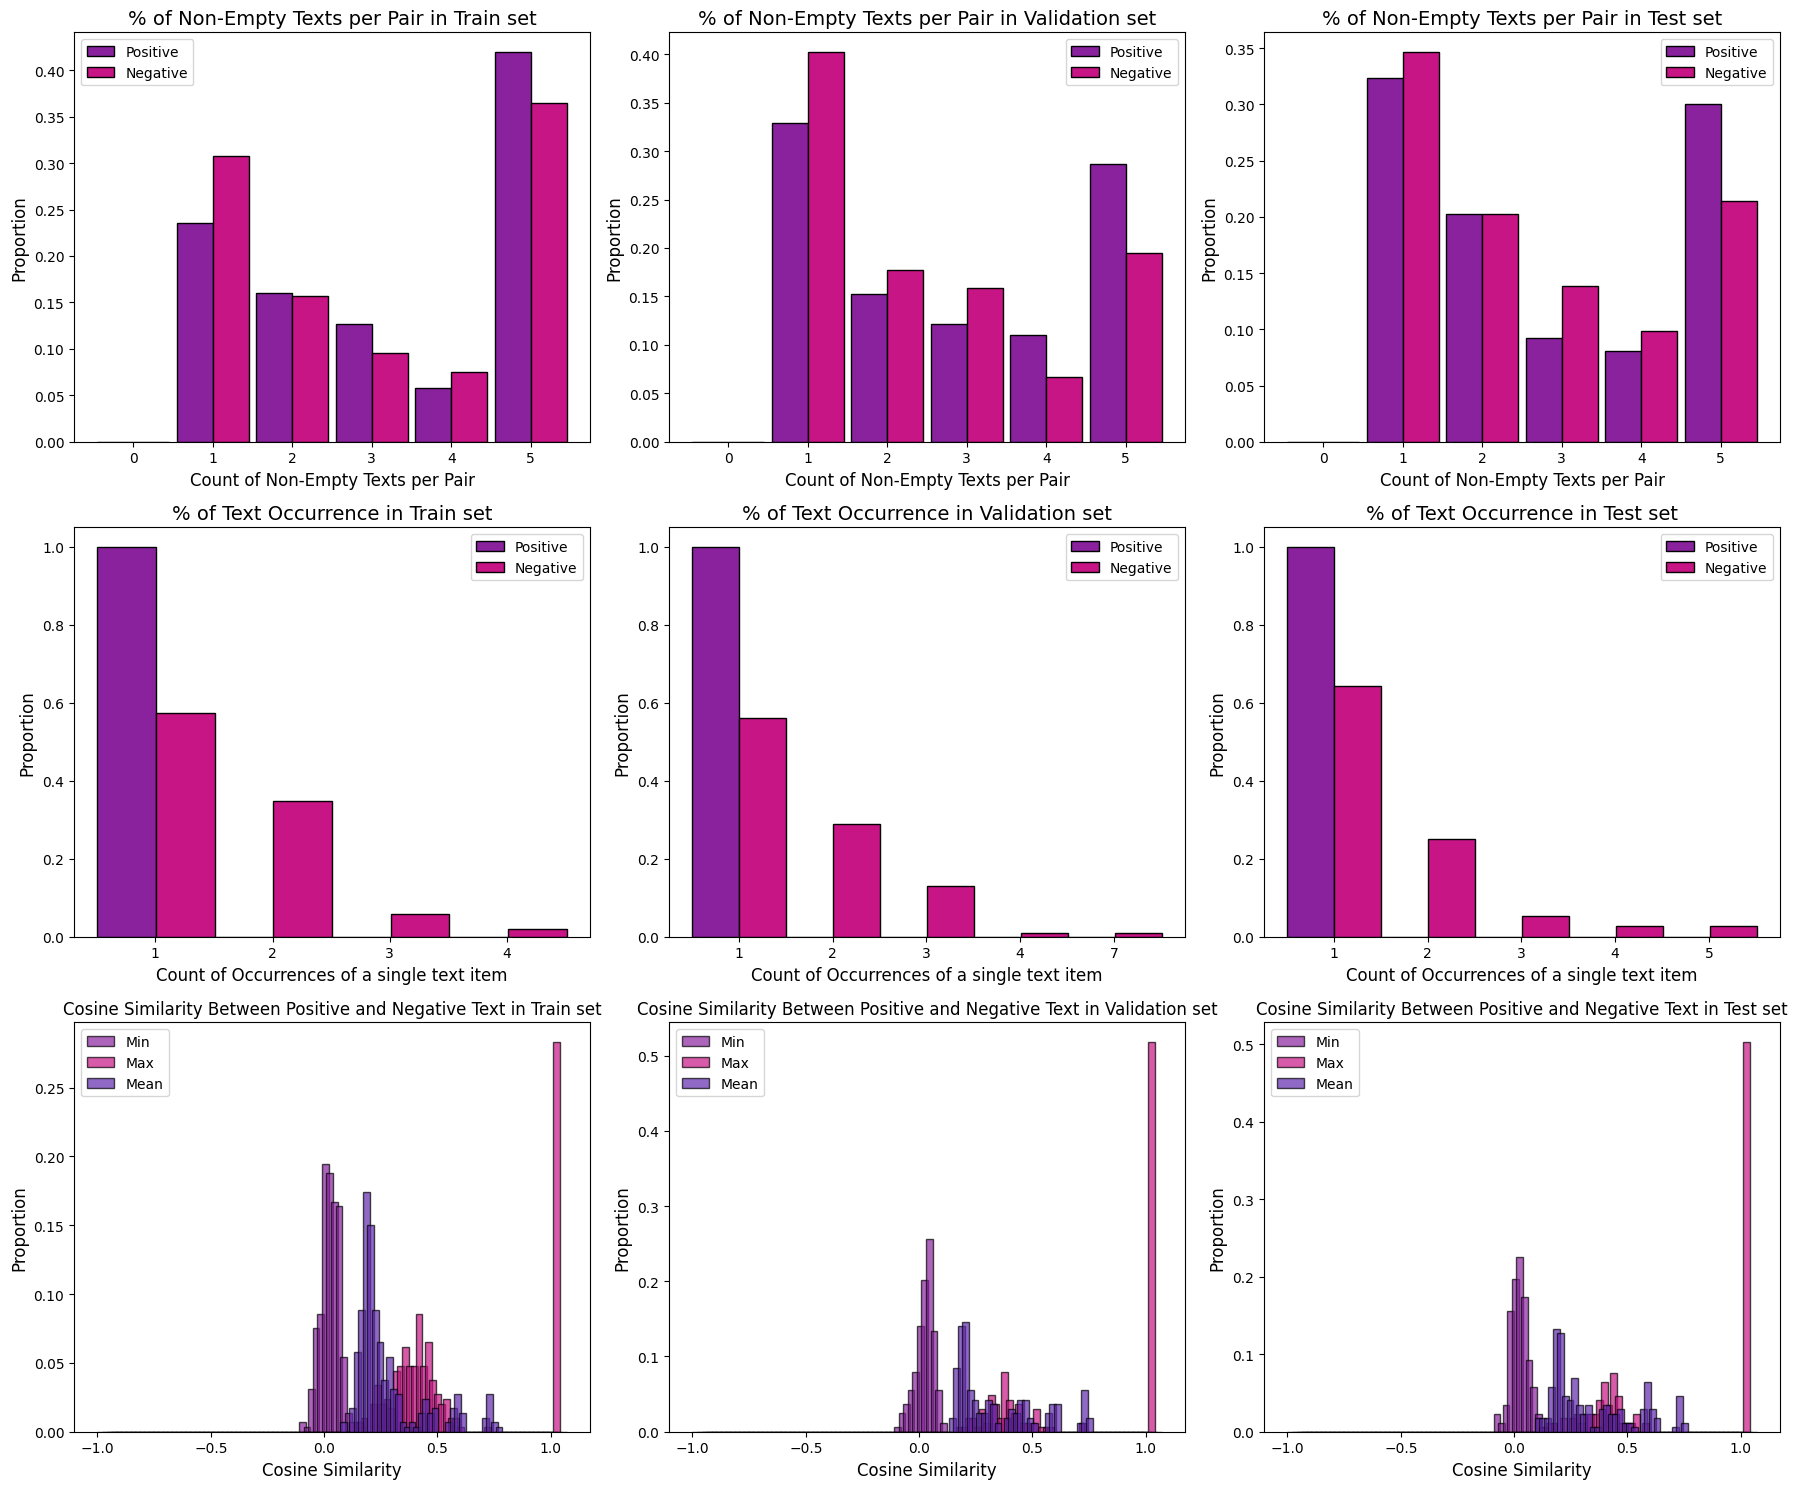 % of Non-Empty Texts per Pair in Train set
Positive
Negative
0.40
0.35
0.30
0.25
0.20
0.15
0.10
0.05
0.00
Proportion
0 1 2 3 4 5
Count of Non-Empty Texts per Pair
% of Non-Empty Texts per Pair in Validation set
Positive
Negative
0.40
0.35
0.30
0.25
0.20
0.15
0.10
0.05
0.00
Proportion
0 1 2 3 4 5
Count of Non-Empty Texts per Pair
% of Non-Empty Texts per Pair in Test set
Positive
Negative
0.35
0.30
0.25
0.20
0.15
0.10
0.05
0.00
Proportion
0 1 2 3 4 5
Count of Non-Empty Texts per Pair
% of Text Occurrence in Train set
Positive
Negative
1.0
0.8
0.6
0.4
0.2
0.0
Proportion
1 2 3 4
Count of Occurrences of a single text item
% of Text Occurrence in Validation set
Positive
Negative
1.0
0.8
0.6
0.4
0.2
0.0
Proportion
1 2 3 4 7
Count of Occurrences of a single text item
% of Text Occurrence in Test set
Positive
Negative
1.0
0.8
0.6
0.4
0.2
0.0
Proportion
1 2 3 4 5
Count of Occurrences of a single text item
Cosine Similarity Between Positive and Negative Text in Train set
Min
Max
Mean
0.25
0.20
0.15
0.10
0.05
0.00
Proportion
−1.0 −0.5 0.0 0.5 1.0
Cosine Similarity
Cosine Similarity Between Positive and Negative Text in Validation set
Min
Max
Mean
0.5
0.4
0.3
0.2
0.1
0.0
Proportion
−1.0 −0.5 0.0 0.5 1.0
Cosine Similarity
Cosine Similarity Between Positive and Negative Text in Test set
Min
Max
Mean
0.5
0.4
0.3
0.2
0.1
0.0
Proportion
−1.0 −0.5 0.0 0.5 1.0
Cosine Similarity